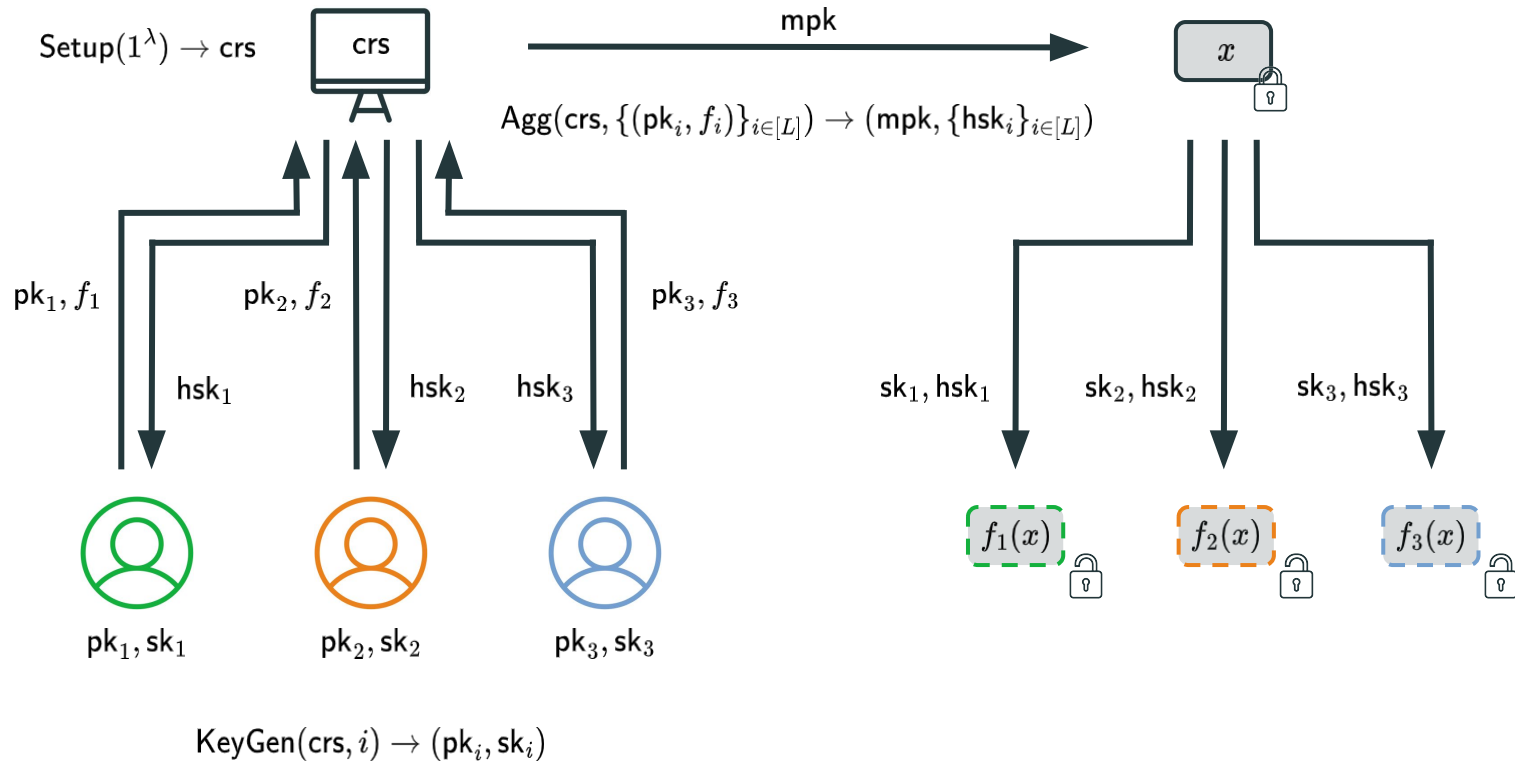 mpk
Setup(1^λ) → crs
crs
x
Agg(crs, {(pk_i, f_i)}_{i∈[L]}) → (mpk, {hsk_i}_{i∈[L]})
pk_1, f_1
pk_2, f_2
pk_3, f_3
hsk_1
hsk_2
hsk_3
sk_1, hsk_1
sk_2, hsk_2
sk_3, hsk_3
f_1(x)
f_2(x)
f_3(x)
pk_1, sk_1
pk_2, sk_2
pk_3, sk_3
KeyGen(crs, i) → (pk_i, sk_i)